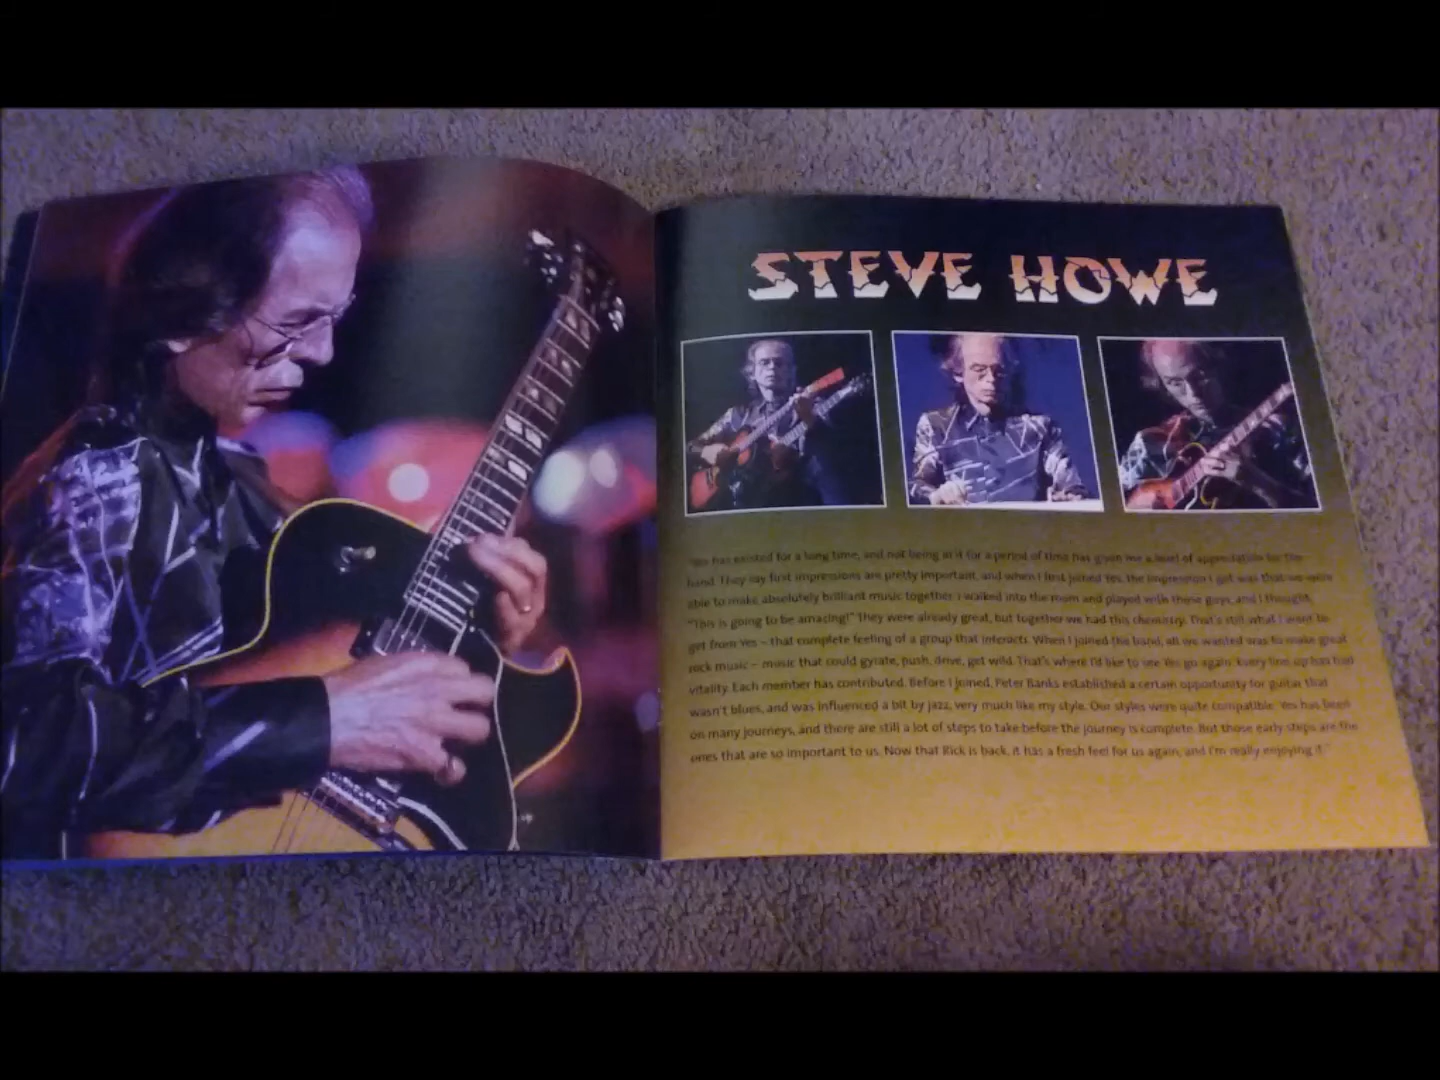 STEVE HOWE
"Yes has existed for a long time, and not being in it for a period of time has given me a level of appreciation for the
band. They say first impressions are pretty important, and when I first joined Yes, the impression I got was that we were
able to make absolutely brilliant music together. I walked into the room and played with these guys, and I thought,
"This is going to be amazing!" They were already great, but together we had this chemistry. That's still what I want to
get from Yes – that complete feeling of a group that interacts. When I joined the band, all we wanted was to make great
rock music – music that could gyrate, push, drive, get wild. That's where I'd like to see Yes go again. Every line up has had
vitality. Each member has contributed. Before I joined, Peter Banks established a certain opportunity for guitar that
wasn't blues, and was influenced a bit by jazz, very much like my style. Our styles were quite compatible. Yes has been
on many journeys, and there are still a lot of steps to take before the journey is complete. But those early steps are the
ones that are so important to us. Now that Rick is back, it has a fresh feel for us again, and I'm really enjoying it."